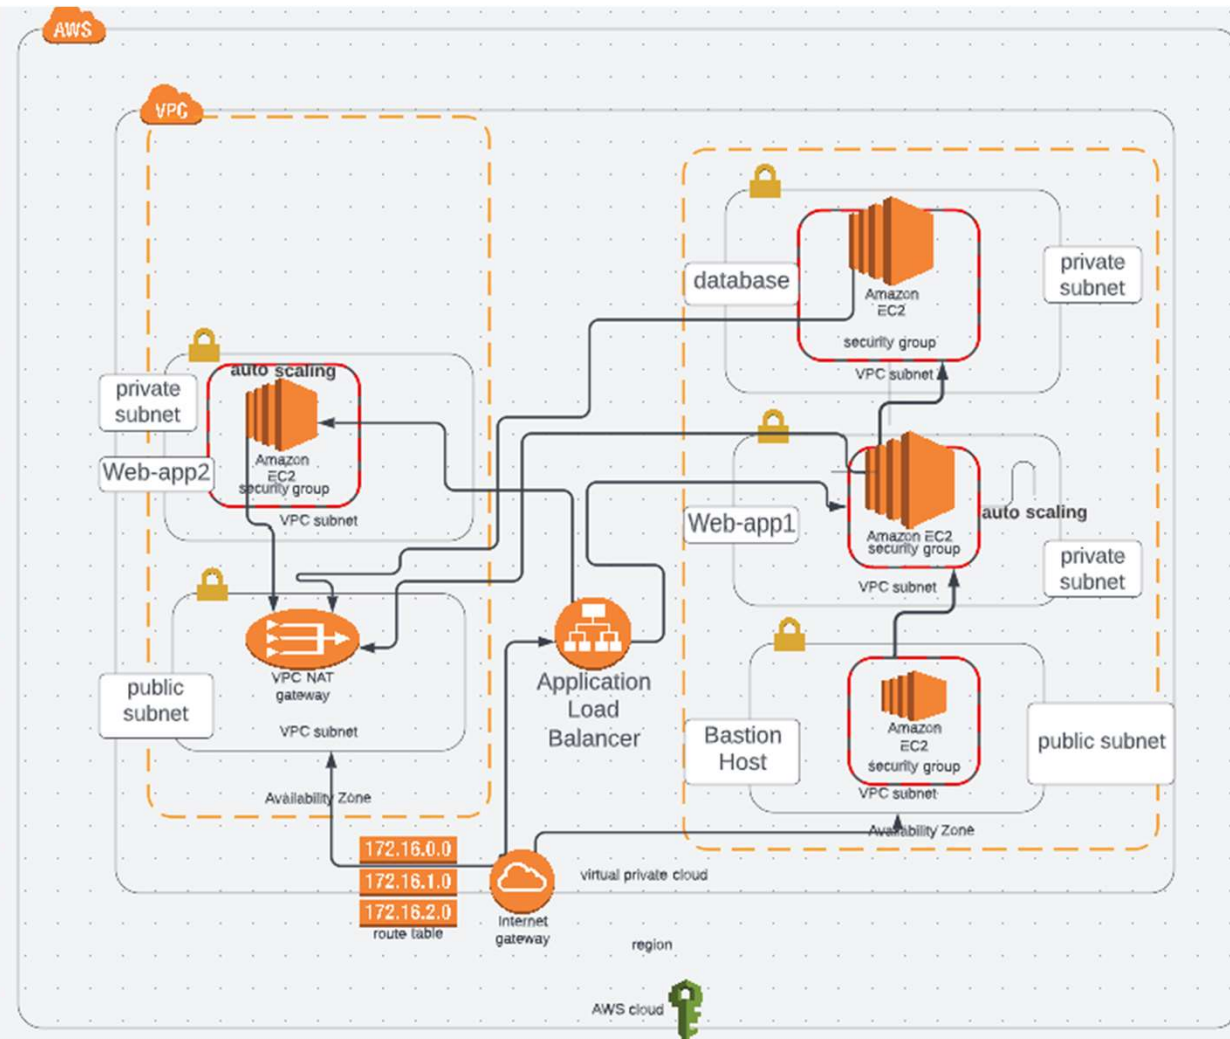 AWS
VPC
database
Amazon
EC2
security group
VPC subnet
private
subnet
private
subnet
auto scaling
Web-app2
Amazon
EC2
security group
VPC subnet
Web-app1
Amazon EC2
security group
VPC subnet
auto scaling
private
subnet
public
subnet
VPC NAT
gateway
VPC subnet
Availability Zone
Application
Load
Balancer
Bastion
Host
Amazon
EC2
security group
VPC subnet
public subnet
Availability Zone
172.16.0.0
172.16.1.0
172.16.2.0
route table
Internet
gateway
virtual private cloud
region
AWS cloud